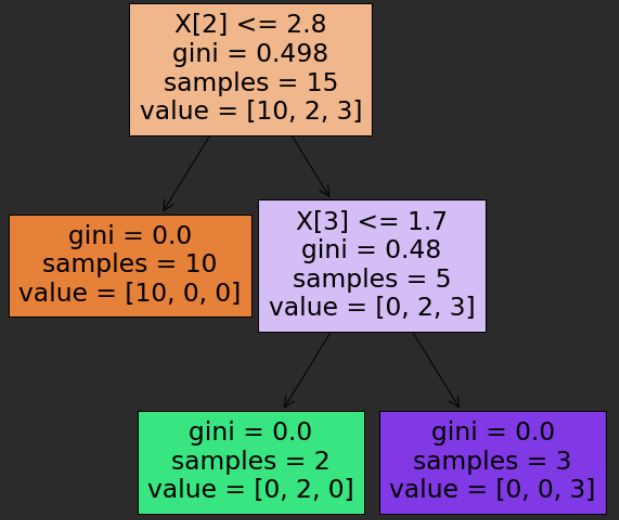 X[2] <= 2.8
gini = 0.498
samples = 15
value = [10, 2, 3]
gini = 0.0
samples = 10
value = [10, 0, 0]
X[3] <= 1.7
gini = 0.48
samples = 5
value = [0, 2, 3]
gini = 0.0
samples = 2
value = [0, 2, 0]
gini = 0.0
samples = 3
value = [0, 0, 3]